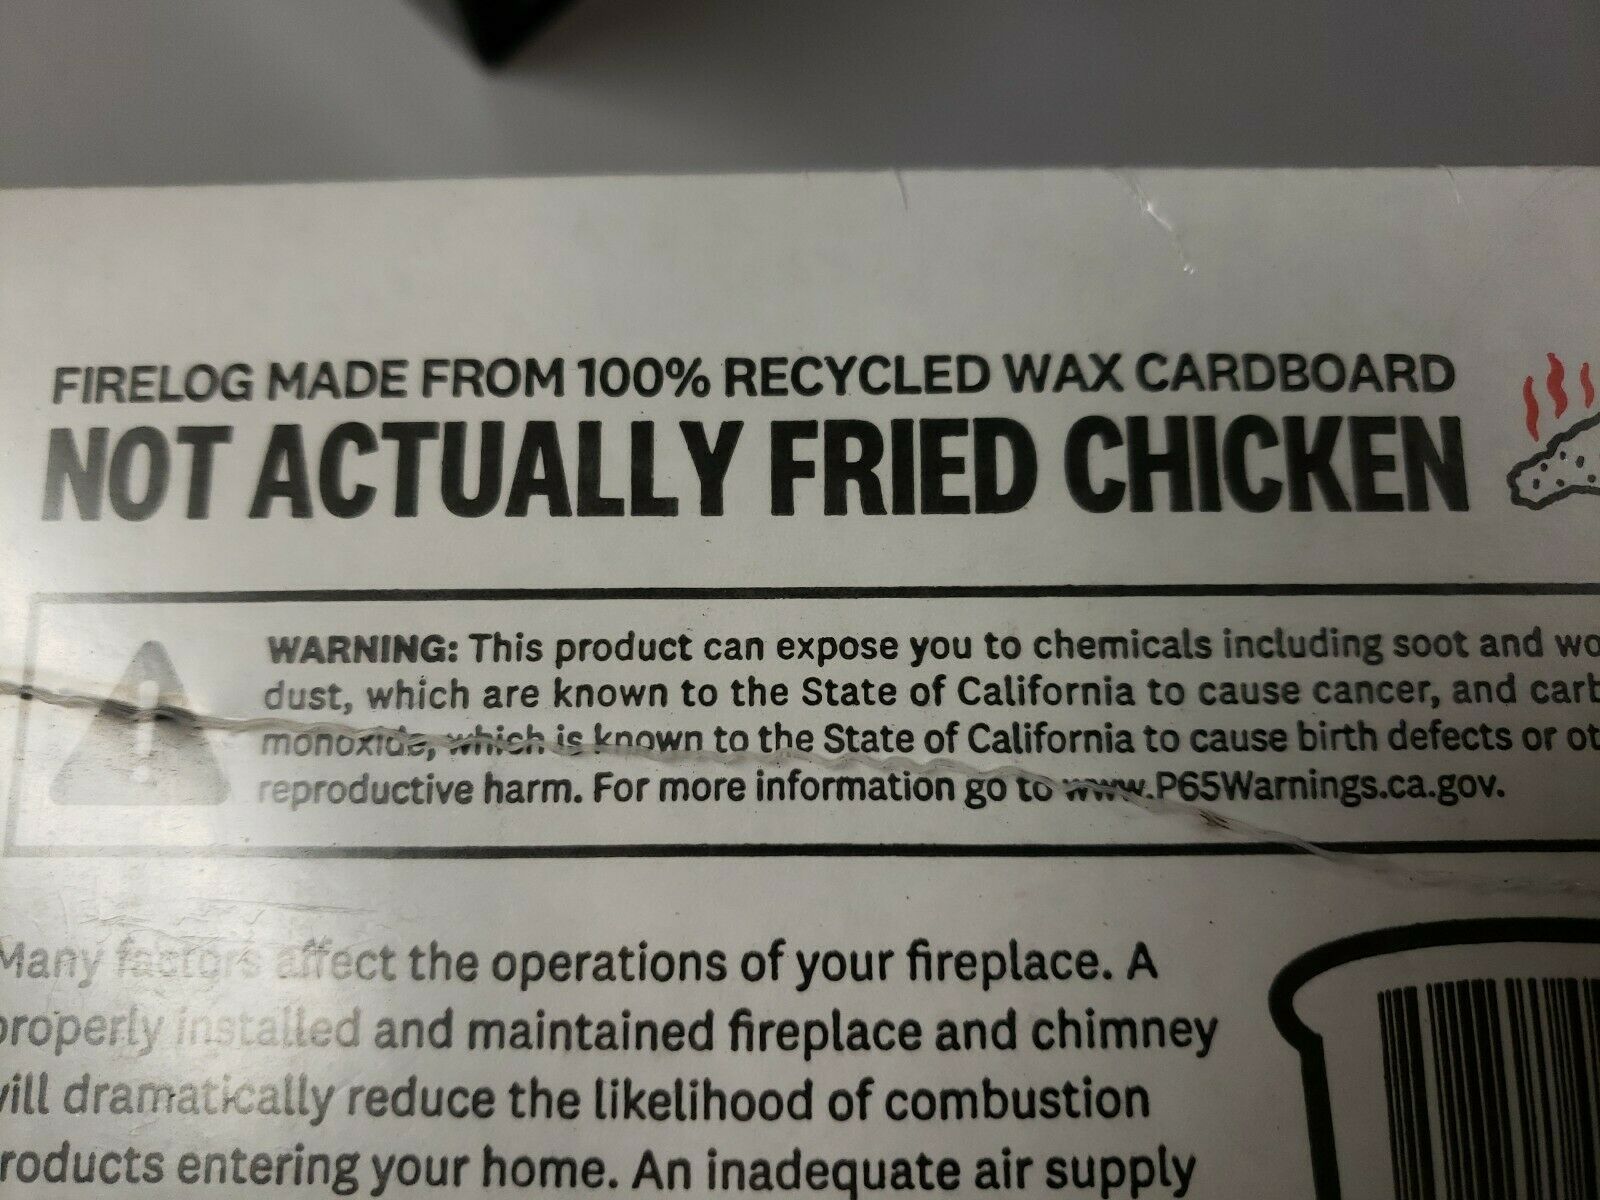 FIRELOG MADE FROM 100% RECYCLED WAX CARDBOARD
NOT ACTUALLY FRIED CHICKEN
WARNING: This product can expose you to chemicals including soot and wo
dust, which are known to the State of California to cause cancer, and carb
monoxide, which is known to the State of California to cause birth defects or ot
reproductive harm. For more information go to www.P65Warnings.ca.gov.
Many factors affect the operations of your fireplace. A
properly installed and maintained fireplace and chimney
will dramatically reduce the likelihood of combustion
roducts entering your home. An inadequate air supply